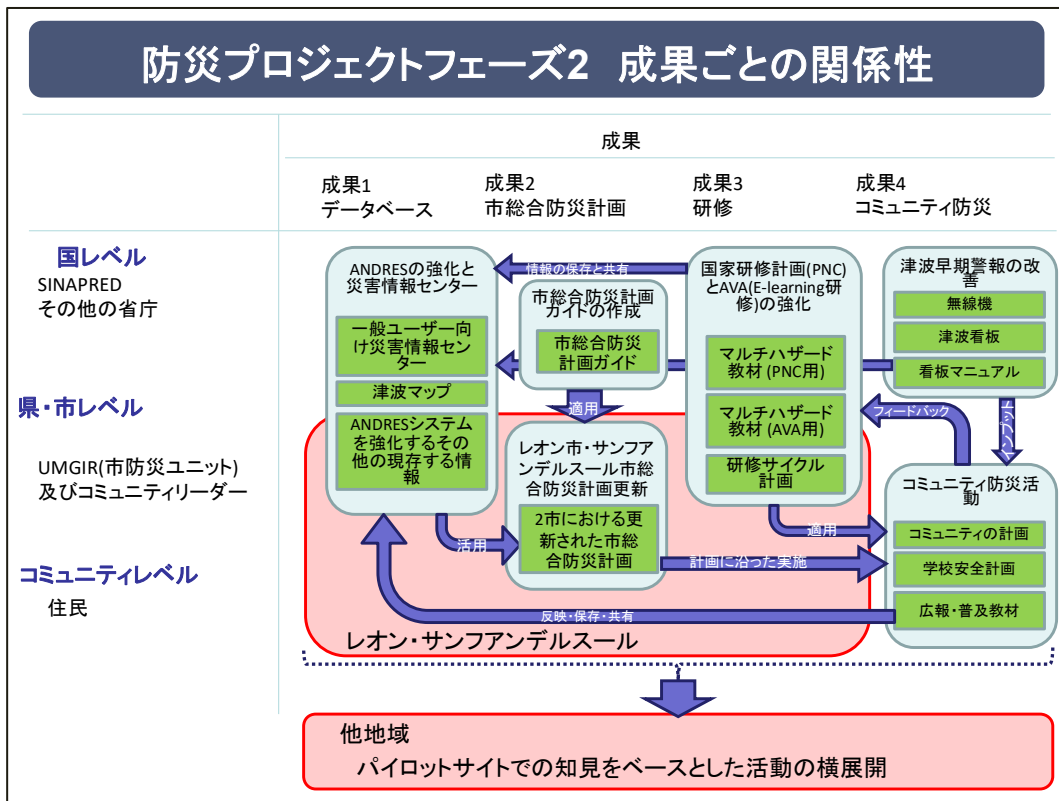 防災プロジェクトフェーズ2 成果ごとの関係性
成果
成果1
データベース
成果2
市総合防災計画
成果3
研修
成果4
コミュニティ防災
国レベル
SINAPRED
その他の省庁
県・市レベル
UMGIR(市防災ユニット)
及びコミュニティリーダー
コミュニティレベル
住民
ANDRESの強化と
災害情報センター
一般ユーザー向
け災害情報セン
ター
津波マップ
ANDRESシステム
を強化するその
他の現存する情
報
情報の保存と共有
市総合防災計画
ガイドの作成
市総合防災
計画ガイド
適用
レオン市・サンフア
ンデルスール市総
合防災計画更新
2市における更
新された市総
合防災計画
活用
国家研修計画(PNC)
とAVA(E-learning研
修)の強化
マルチハザード
教材 (PNC用)
マルチハザード
教材 (AVA用)
研修サイクル
計画
津波早期警報の改
善
無線機
津波看板
看板マニュアル
フィードバック
インプット
コミュニティ防災活
動
コミュニティの計画
学校安全計画
広報・普及教材
適用
計画に沿った実施
反映・保存・共有
レオン・サンフアンデルスール
他地域
パイロットサイトでの知見をベースとした活動の横展開